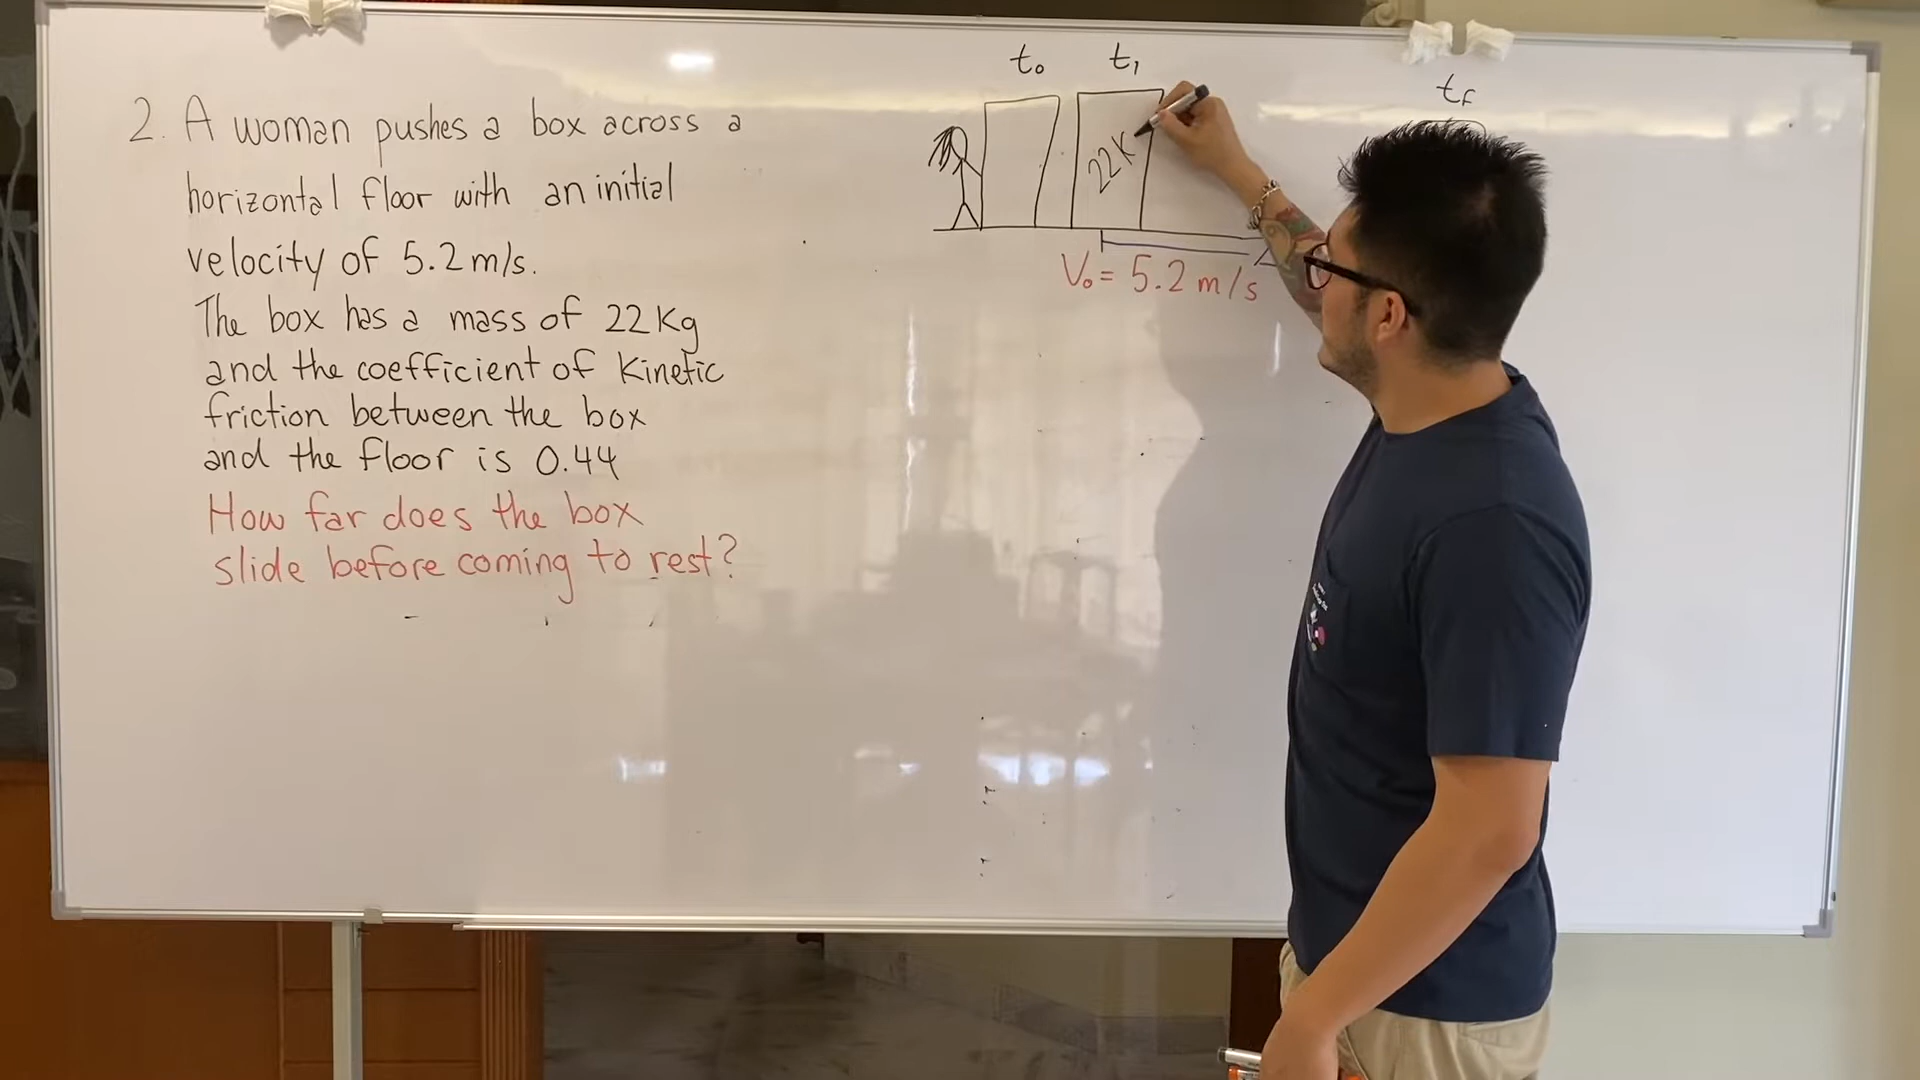 2. A woman pushes a box across a
horizontal floor with an initial
velocity of 5.2 m/s.
The box has a mass of 22 Kg
and the coefficient of Kinetic
friction between the box
and the floor is 0.44
How far does the box
slide before coming to rest?
t₀ t₁ t_f
22 K
V₀ = 5.2 m/s